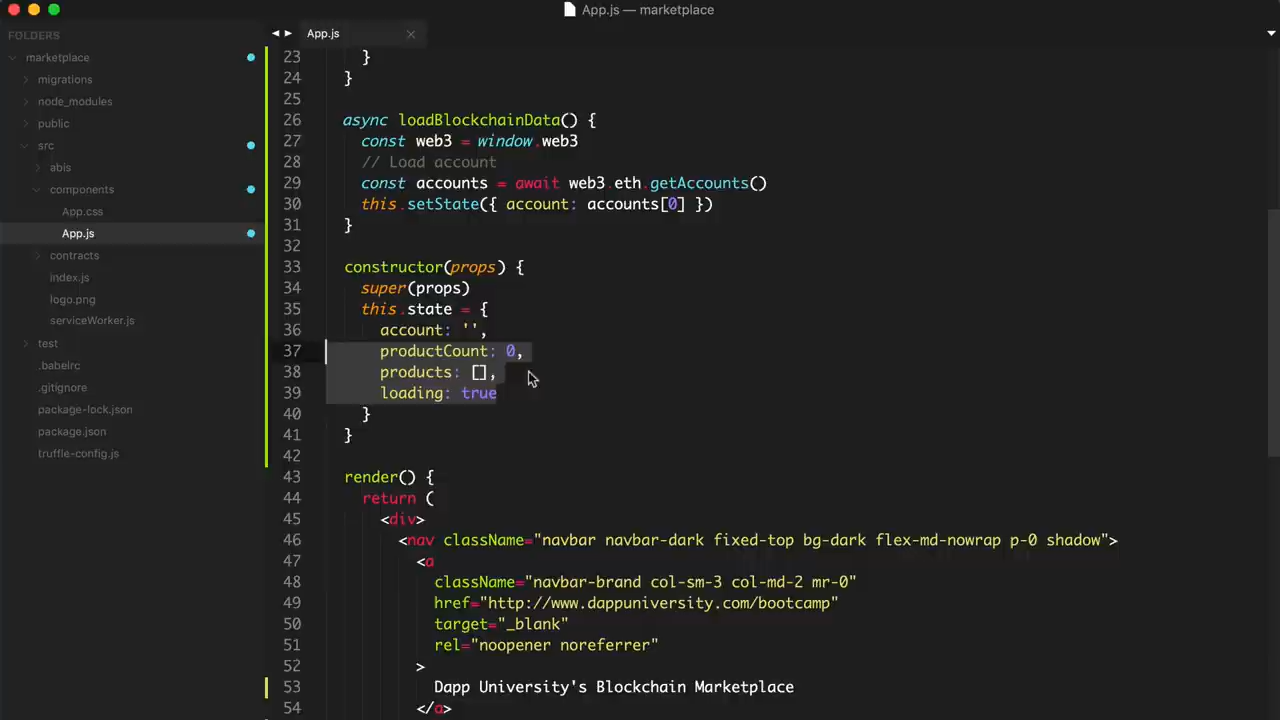 App.js — marketplace
FOLDERS
marketplace
migrations
node_modules
public
src
abis
components
App.css
App.js
contracts
index.js
logo.png
serviceWorker.js
test
.babelrc
.gitignore
package-lock.json
package.json
truffle-config.js
App.js
23 }
24 }
25
26 async loadBlockchainData() {
27 const web3 = window.web3
28 // Load account
29 const accounts = await web3.eth.getAccounts()
30 this.setState({ account: accounts[0] })
31 }
32
33 constructor(props) {
34 super(props)
35 this.state = {
36 account: '',
37 productCount: 0,
38 products: [],
39 loading: true
40 }
41 }
42
43 render() {
44 return (
45 <div>
46 <nav className="navbar navbar-dark fixed-top bg-dark flex-md-nowrap p-0 shadow">
47 <a
48 className="navbar-brand col-sm-3 col-md-2 mr-0"
49 href="http://www.dappuniversity.com/bootcamp"
50 target="_blank"
51 rel="noopener noreferrer"
52 >
53 Dapp University's Blockchain Marketplace
54 </a>